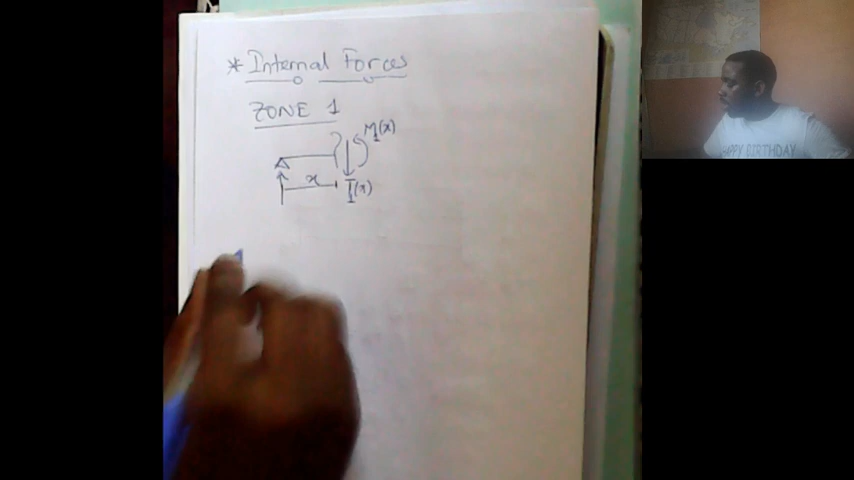 * Internal Forces
ZONE 1
M(x)
x
T(x)
HAPPY BIRTHDAY